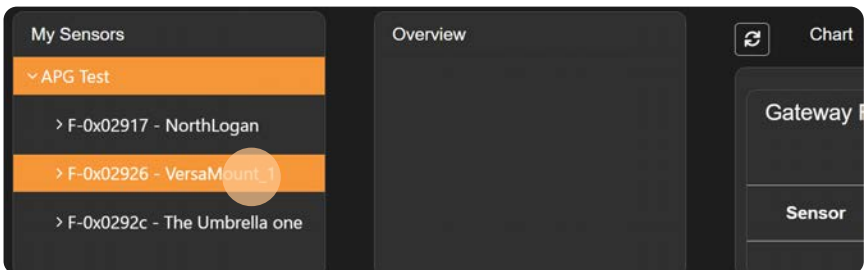 My Sensors
APG Test
F-0x02917 - NorthLogan
F-0x02926 - VersaMount_1
F-0x0292c - The Umbrella one
Overview
Chart
Gateway
Sensor